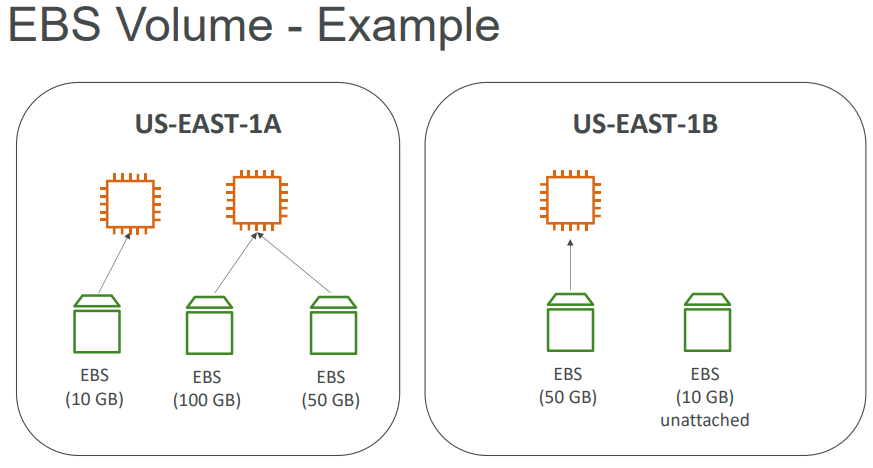 EBS Volume - Example
US-EAST-1A
EBS
(10 GB)
EBS
(100 GB)
EBS
(50 GB)
US-EAST-1B
EBS
(50 GB)
EBS
(10 GB)
unattached